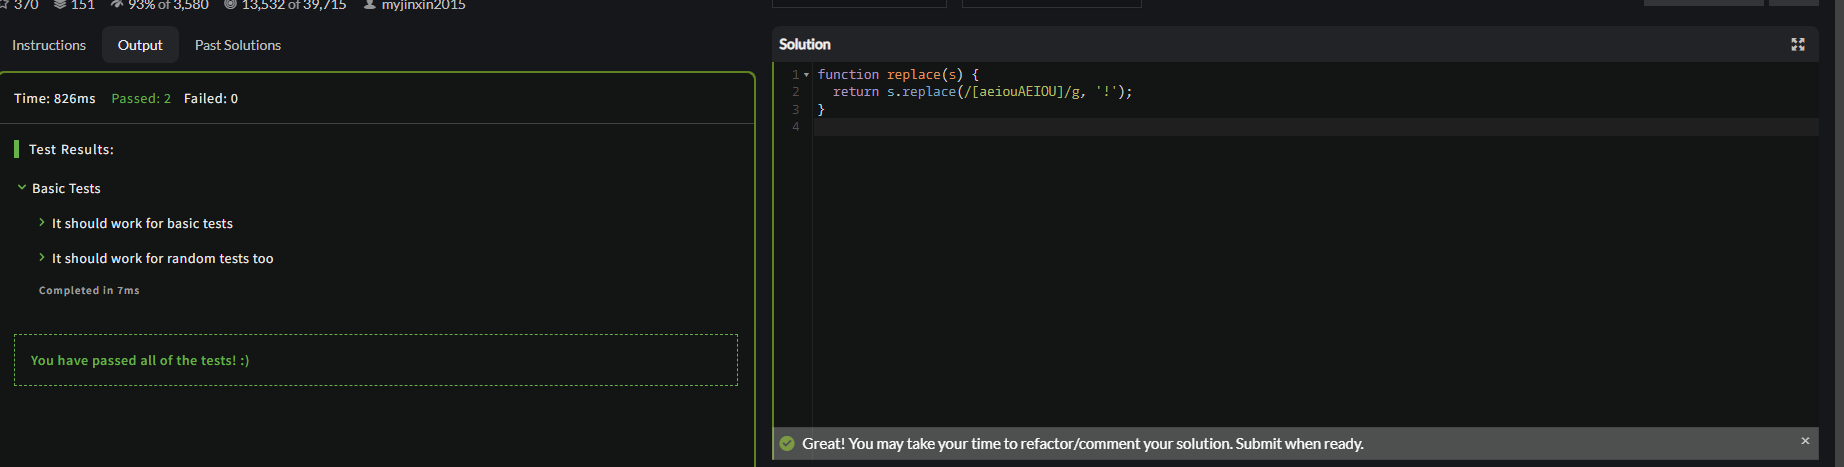 370 151 93% of 3,580 13,532 of 39,715 myjinxin2015
Instructions Output Past Solutions
Time: 826ms Passed: 2 Failed: 0
Test Results:
Basic Tests
It should work for basic tests
It should work for random tests too
Completed in 7ms
You have passed all of the tests! :)
Solution
1 function replace(s) {
2 return s.replace(/[aeiouAEIOU]/g, '!');
3 }
4
Great! You may take your time to refactor/comment your solution. Submit when ready. ×